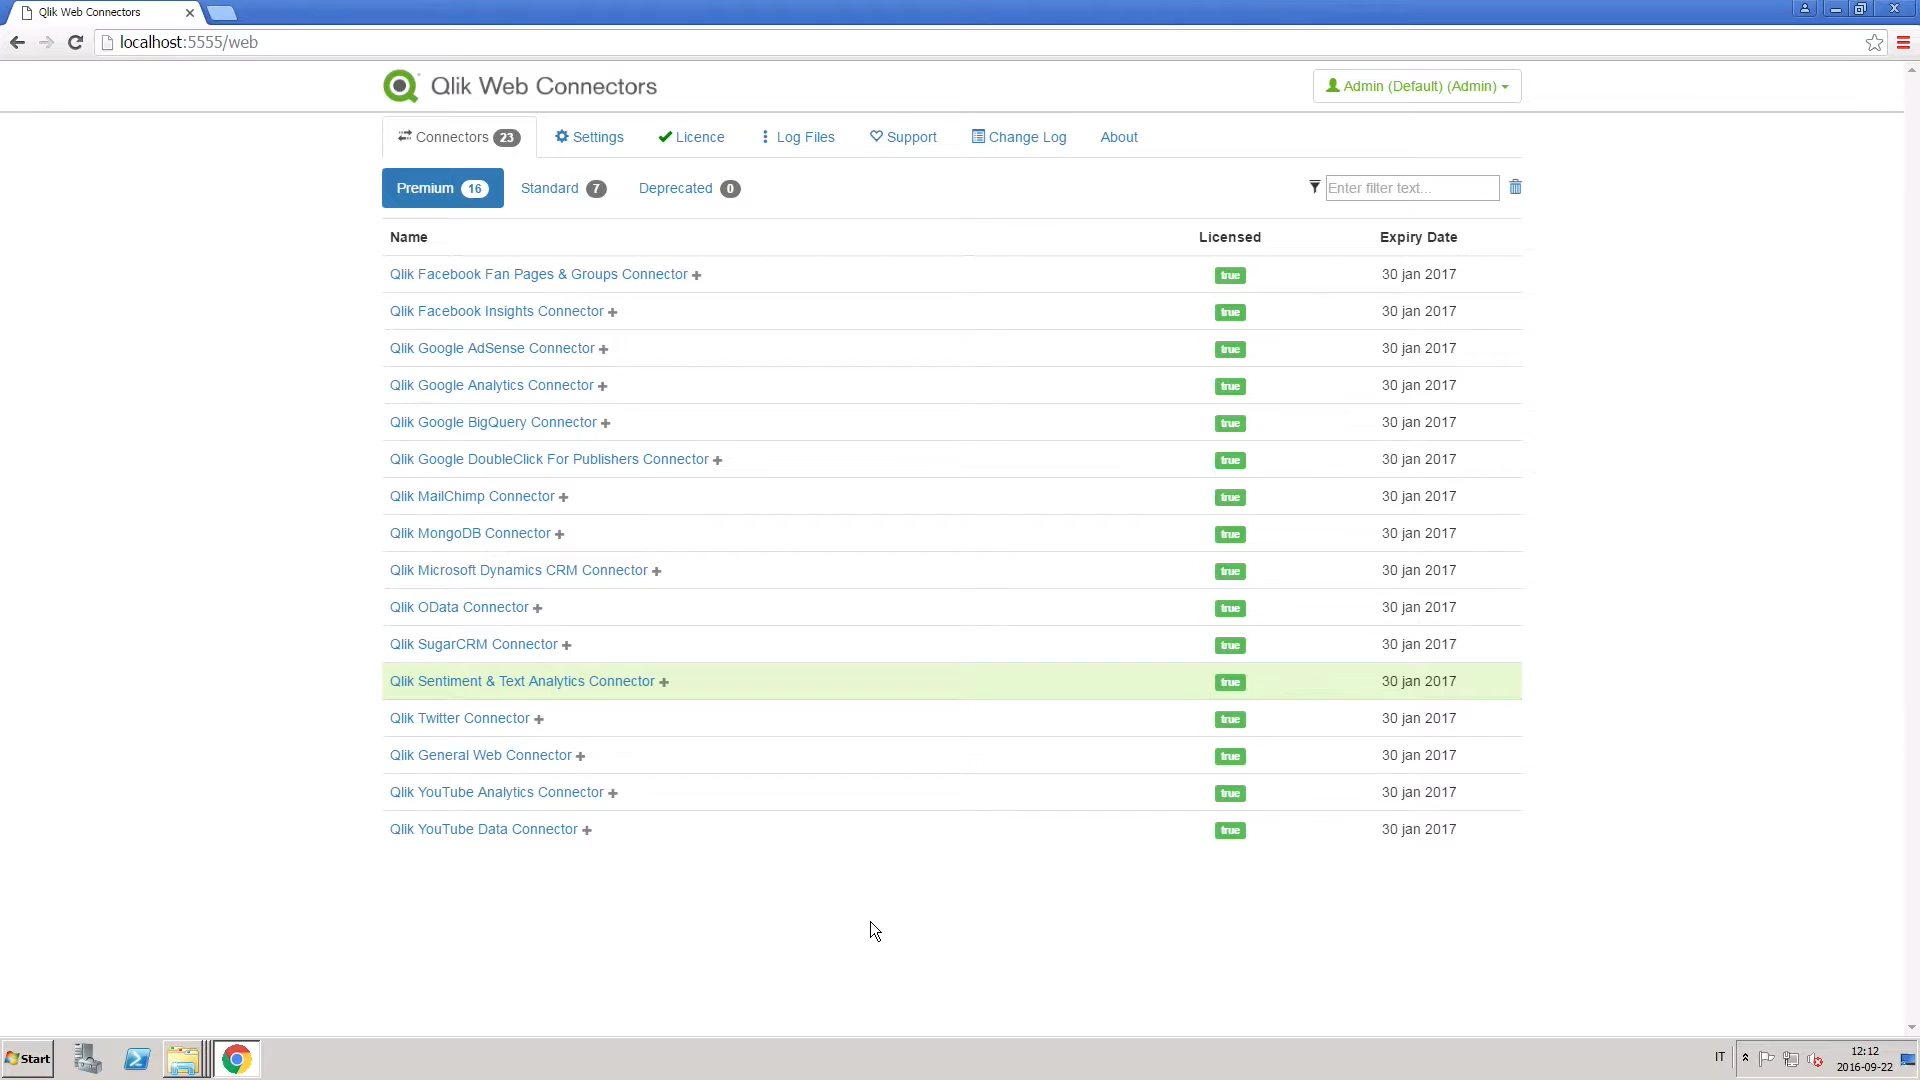 Qlik Web Connectors
localhost:5555/web
Qlik Web Connectors
Admin (Default) (Admin)
Connectors 23 Settings Licence Log Files Support Change Log About
Premium 16 Standard 7 Deprecated 0 Enter filter text...
Name Licensed Expiry Date
Qlik Facebook Fan Pages & Groups Connector true 30 jan 2017
Qlik Facebook Insights Connector true 30 jan 2017
Qlik Google AdSense Connector true 30 jan 2017
Qlik Google Analytics Connector true 30 jan 2017
Qlik Google BigQuery Connector true 30 jan 2017
Qlik Google DoubleClick For Publishers Connector true 30 jan 2017
Qlik MailChimp Connector true 30 jan 2017
Qlik MongoDB Connector true 30 jan 2017
Qlik Microsoft Dynamics CRM Connector true 30 jan 2017
Qlik OData Connector true 30 jan 2017
Qlik SugarCRM Connector true 30 jan 2017
Qlik Sentiment & Text Analytics Connector true 30 jan 2017
Qlik Twitter Connector true 30 jan 2017
Qlik General Web Connector true 30 jan 2017
Qlik YouTube Analytics Connector true 30 jan 2017
Qlik YouTube Data Connector true 30 jan 2017
Start IT 12:12
2016-09-22